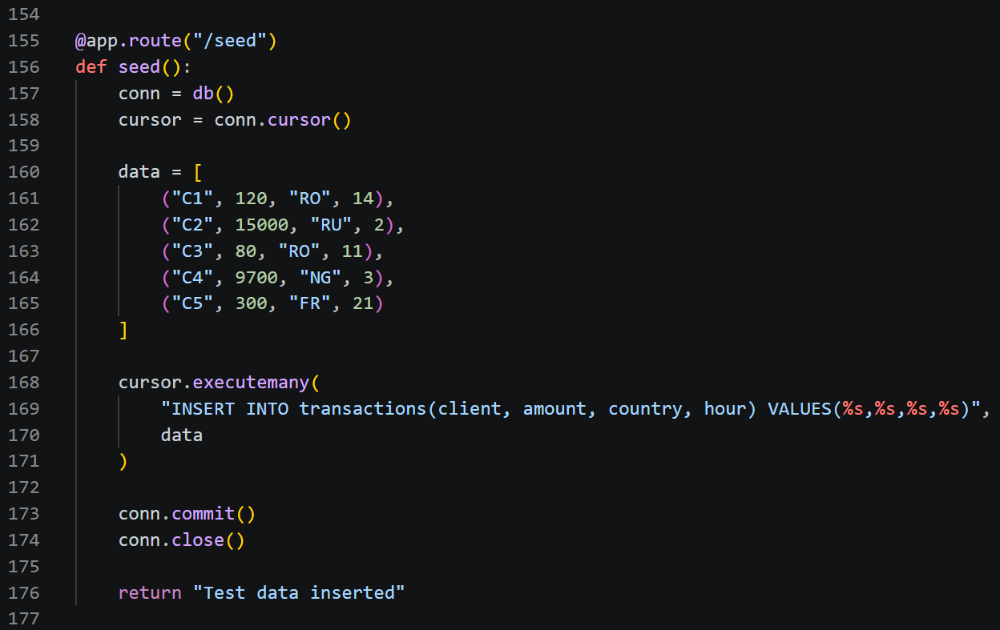 154
155 @app.route("/seed")
156 def seed():
157     conn = db()
158     cursor = conn.cursor()
159
160     data = [
161         ("C1", 120, "RO", 14),
162         ("C2", 15000, "RU", 2),
163         ("C3", 80, "RO", 11),
164         ("C4", 9700, "NG", 3),
165         ("C5", 300, "FR", 21)
166     ]
167
168     cursor.executemany(
169         "INSERT INTO transactions(client, amount, country, hour) VALUES(%s,%s,%s,%s)",
170         data
171     )
172
173     conn.commit()
174     conn.close()
175
176     return "Test data inserted"
177